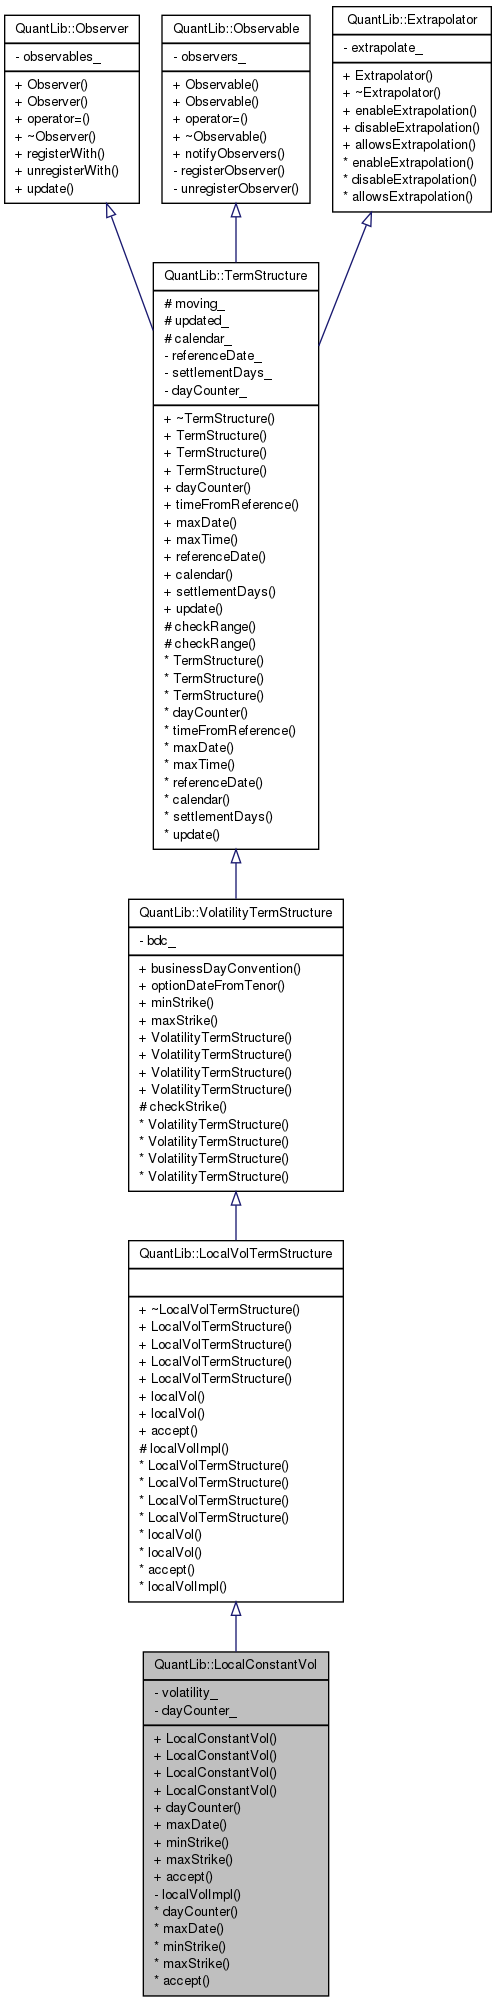 QuantLib::Observer
- observables_
+ Observer()
+ Observer()
+ operator=()
+ ~Observer()
+ registerWith()
+ unregisterWith()
+ update()
QuantLib::Observable
- observers_
+ Observable()
+ Observable()
+ operator=()
+ ~Observable()
+ notifyObservers()
- registerObserver()
- unregisterObserver()
QuantLib::Extrapolator
- extrapolate_
+ Extrapolator()
+ ~Extrapolator()
+ enableExtrapolation()
+ disableExtrapolation()
+ allowsExtrapolation()
* enableExtrapolation()
* disableExtrapolation()
* allowsExtrapolation()
QuantLib::TermStructure
# moving_
# updated_
# calendar_
- referenceDate_
- settlementDays_
- dayCounter_
+ ~TermStructure()
+ TermStructure()
+ TermStructure()
+ TermStructure()
+ dayCounter()
+ timeFromReference()
+ maxDate()
+ maxTime()
+ referenceDate()
+ calendar()
+ settlementDays()
+ update()
# checkRange()
# checkRange()
* TermStructure()
* TermStructure()
* TermStructure()
* dayCounter()
* timeFromReference()
* maxDate()
* maxTime()
* referenceDate()
* calendar()
* settlementDays()
* update()
QuantLib::VolatilityTermStructure
- bdc_
+ businessDayConvention()
+ optionDateFromTenor()
+ minStrike()
+ maxStrike()
+ VolatilityTermStructure()
+ VolatilityTermStructure()
+ VolatilityTermStructure()
+ VolatilityTermStructure()
# checkStrike()
* VolatilityTermStructure()
* VolatilityTermStructure()
* VolatilityTermStructure()
* VolatilityTermStructure()
QuantLib::LocalVolTermStructure
+ ~LocalVolTermStructure()
+ LocalVolTermStructure()
+ LocalVolTermStructure()
+ LocalVolTermStructure()
+ LocalVolTermStructure()
+ localVol()
+ localVol()
+ accept()
# localVolImpl()
* LocalVolTermStructure()
* LocalVolTermStructure()
* LocalVolTermStructure()
* LocalVolTermStructure()
* localVol()
* localVol()
* accept()
* localVolImpl()
QuantLib::LocalConstantVol
- volatility_
- dayCounter_
+ LocalConstantVol()
+ LocalConstantVol()
+ LocalConstantVol()
+ LocalConstantVol()
+ dayCounter()
+ maxDate()
+ minStrike()
+ maxStrike()
+ accept()
- localVolImpl()
* dayCounter()
* maxDate()
* minStrike()
* maxStrike()
* accept()